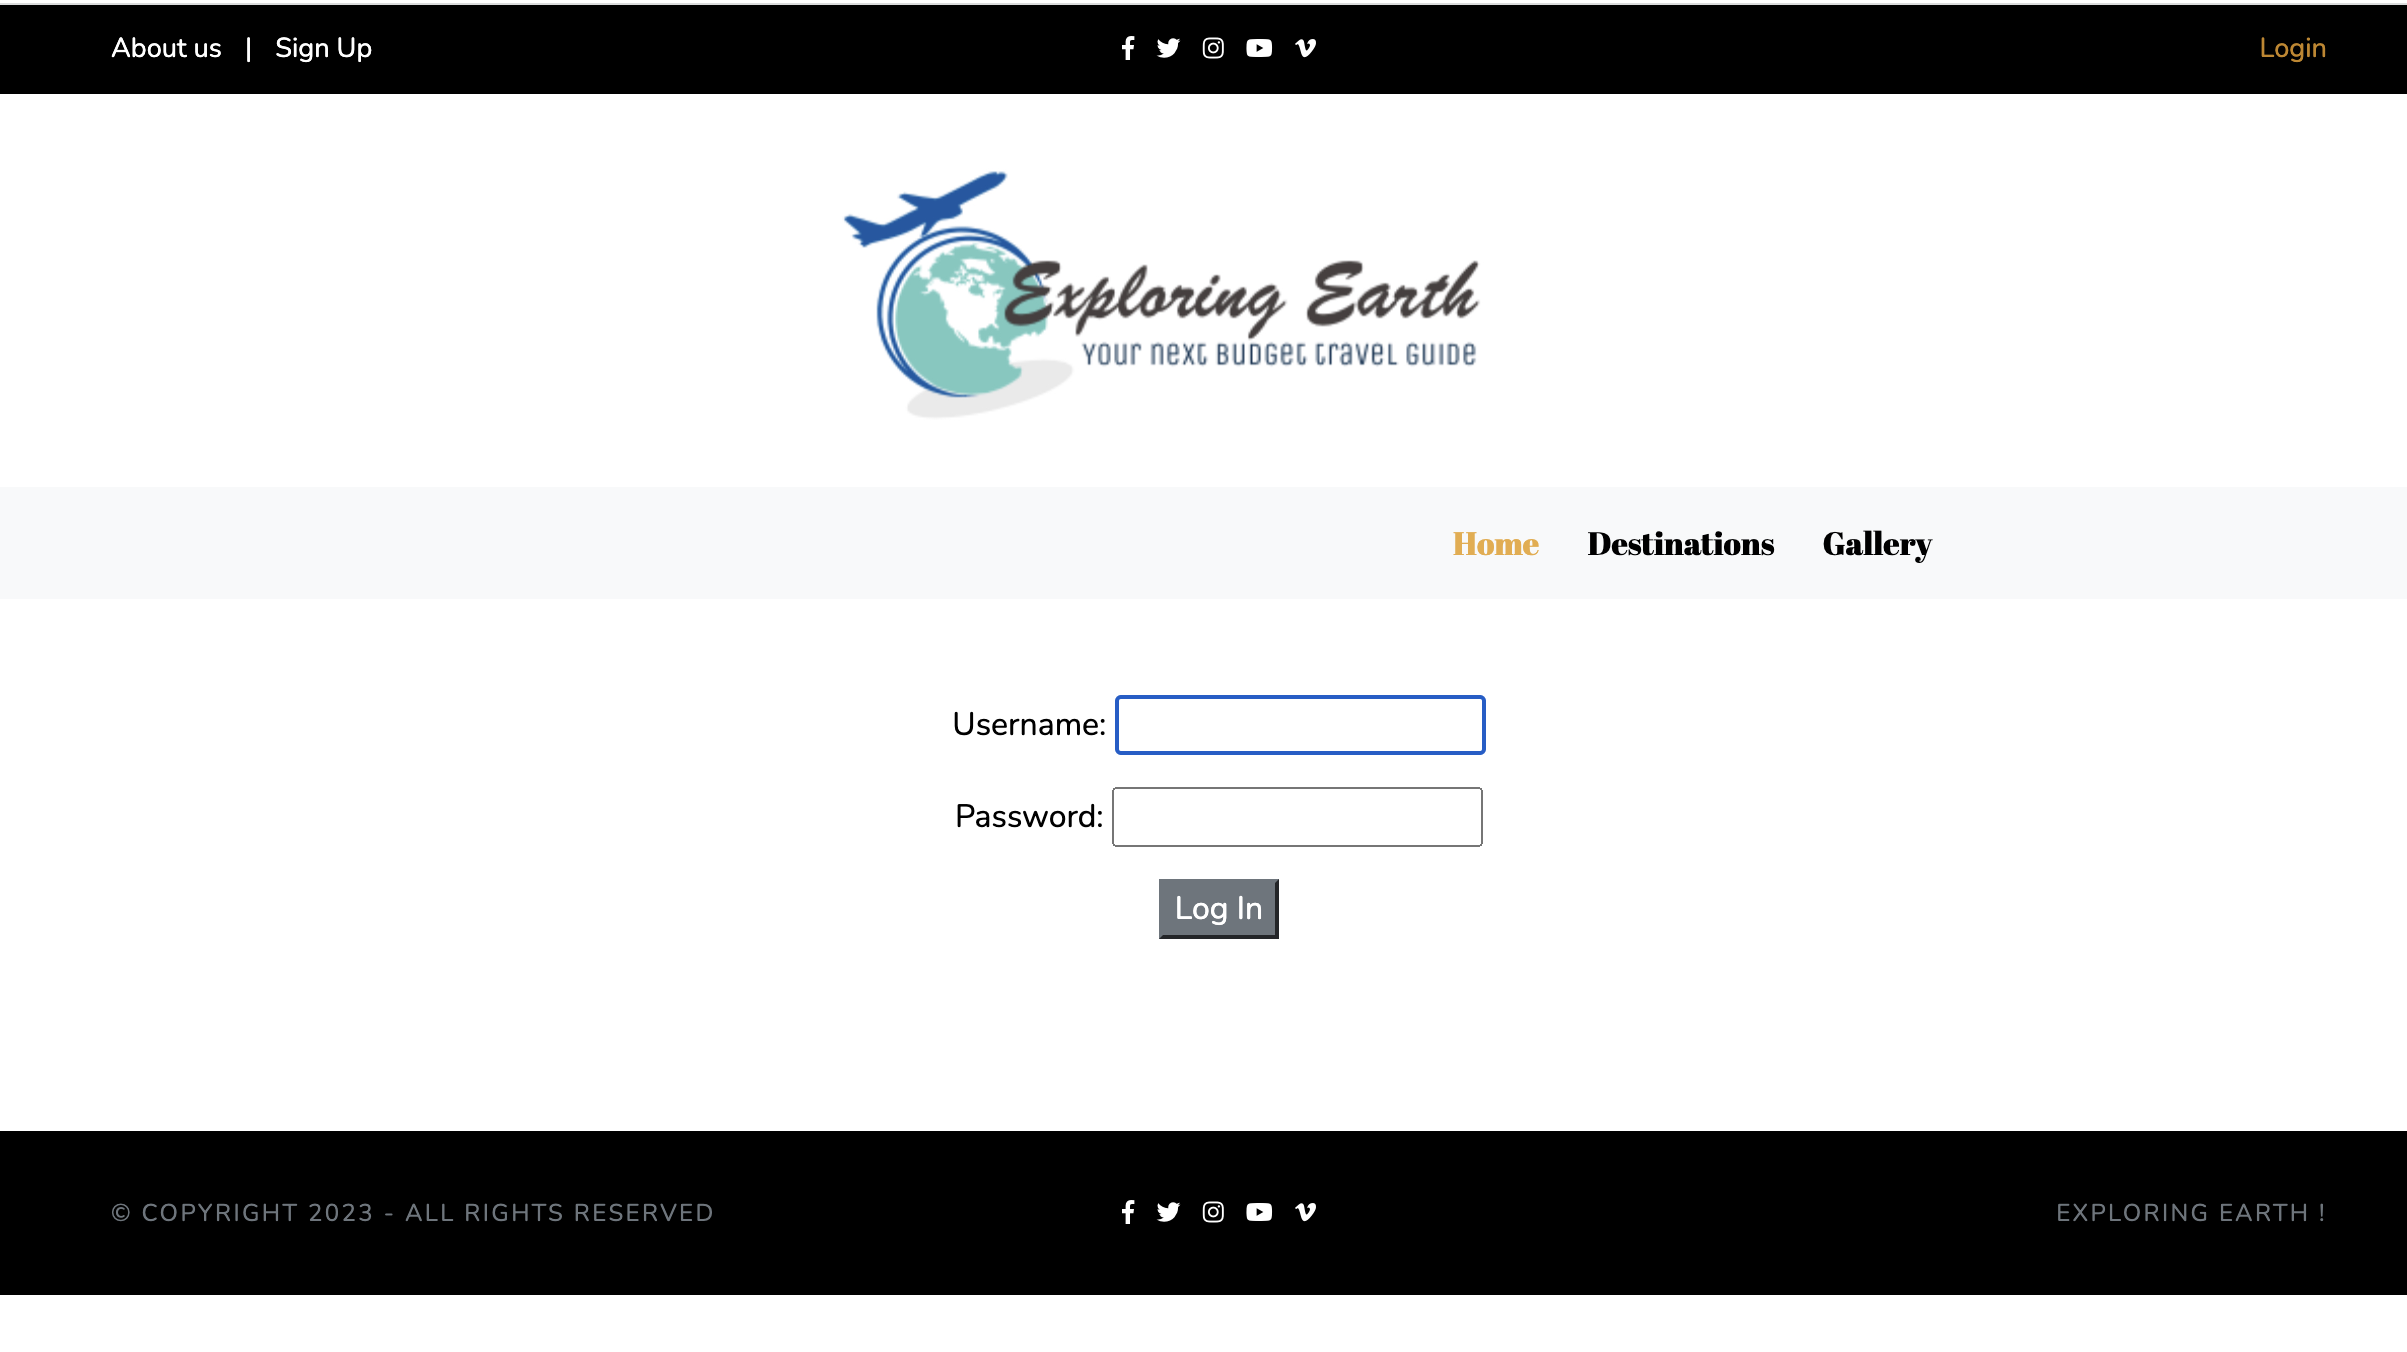 About us | Sign Up
Login
Exploring Earth
Your next Budget travel Guide
Home Destinations Gallery
Username:
Password:
Log In
© COPYRIGHT 2023 - ALL RIGHTS RESERVED
EXPLORING EARTH !